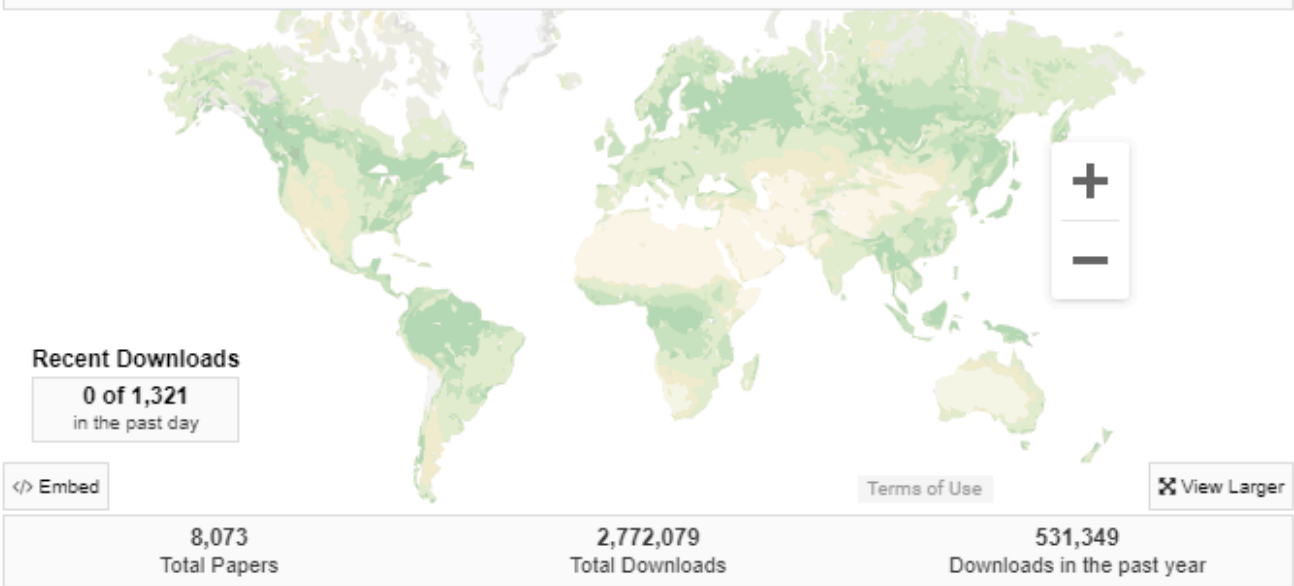 Recent Downloads
0 of 1,321
in the past day
</> Embed
Terms of Use
View Larger
8,073
Total Papers
2,772,079
Total Downloads
531,349
Downloads in the past year